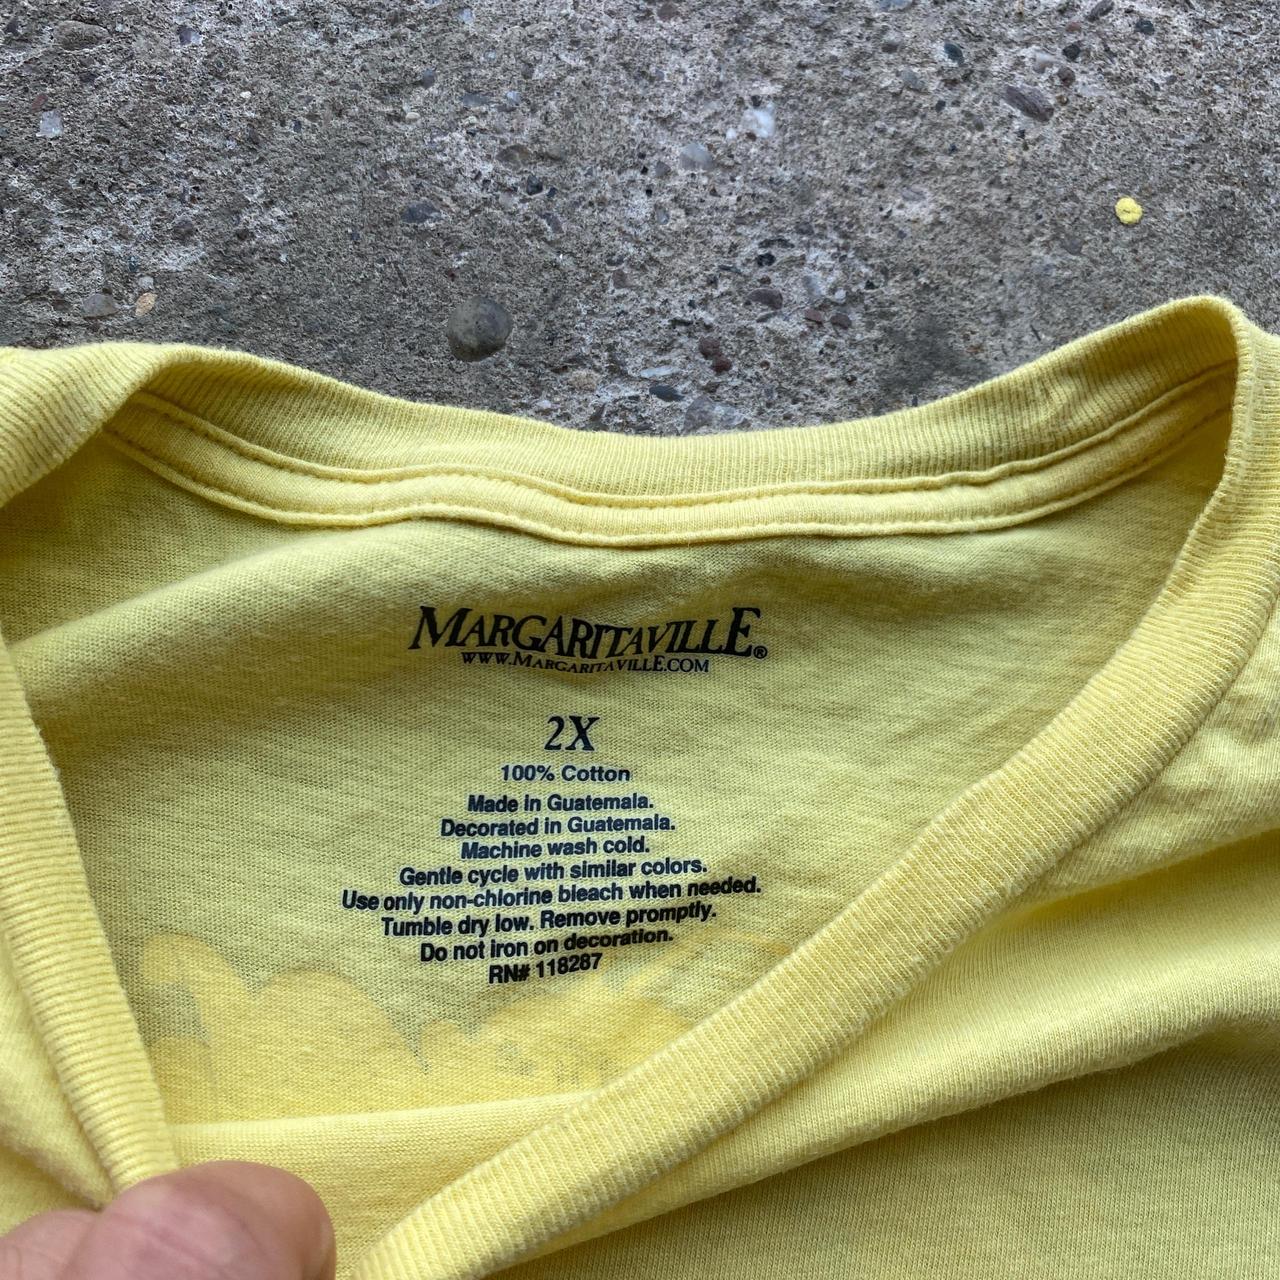 MARGARITAVILLE®
WWW.MARGARITAVILLE.COM
2X
100% Cotton
Made in Guatemala.
Decorated in Guatemala.
Machine wash cold.
Gentle cycle with similar colors.
Use only non-chlorine bleach when needed.
Tumble dry low. Remove promptly.
Do not iron on decoration.
RN# 118287